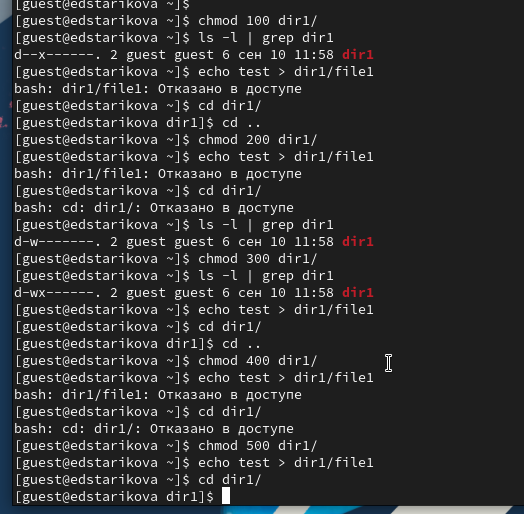 [guest@edstarikova ~]$
[guest@edstarikova ~]$ chmod 100 dir1/
[guest@edstarikova ~]$ ls -l | grep dir1
d--x------. 2 guest guest 6 сен 10 11:58 dir1
[guest@edstarikova ~]$ echo test > dir1/file1
bash: dir1/file1: Отказано в доступе
[guest@edstarikova ~]$ cd dir1/
[guest@edstarikova dir1]$ cd ..
[guest@edstarikova ~]$ chmod 200 dir1/
[guest@edstarikova ~]$ echo test > dir1/file1
bash: dir1/file1: Отказано в доступе
[guest@edstarikova ~]$ cd dir1/
bash: cd: dir1/: Отказано в доступе
[guest@edstarikova ~]$ ls -l | grep dir1
d-w-------. 2 guest guest 6 сен 10 11:58 dir1
[guest@edstarikova ~]$ chmod 300 dir1/
[guest@edstarikova ~]$ ls -l | grep dir1
d-wx------. 2 guest guest 6 сен 10 11:58 dir1
[guest@edstarikova ~]$ echo test > dir1/file1
[guest@edstarikova ~]$ cd dir1/
[guest@edstarikova dir1]$ cd ..
[guest@edstarikova ~]$ chmod 400 dir1/
[guest@edstarikova ~]$ echo test > dir1/file1
bash: dir1/file1: Отказано в доступе
[guest@edstarikova ~]$ cd dir1/
bash: cd: dir1/: Отказано в доступе
[guest@edstarikova ~]$ chmod 500 dir1/
[guest@edstarikova ~]$ echo test > dir1/file1
[guest@edstarikova ~]$ cd dir1/
[guest@edstarikova dir1]$